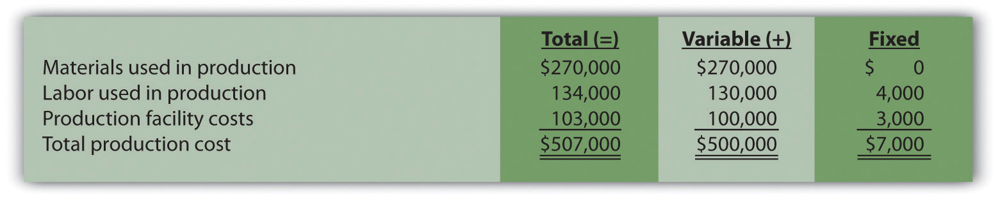 Total (=) Variable (+) Fixed
Materials used in production $270,000 $270,000 $ 0
Labor used in production 134,000 130,000 4,000
Production facility costs 103,000 100,000 3,000
Total production cost $507,000 $500,000 $7,000